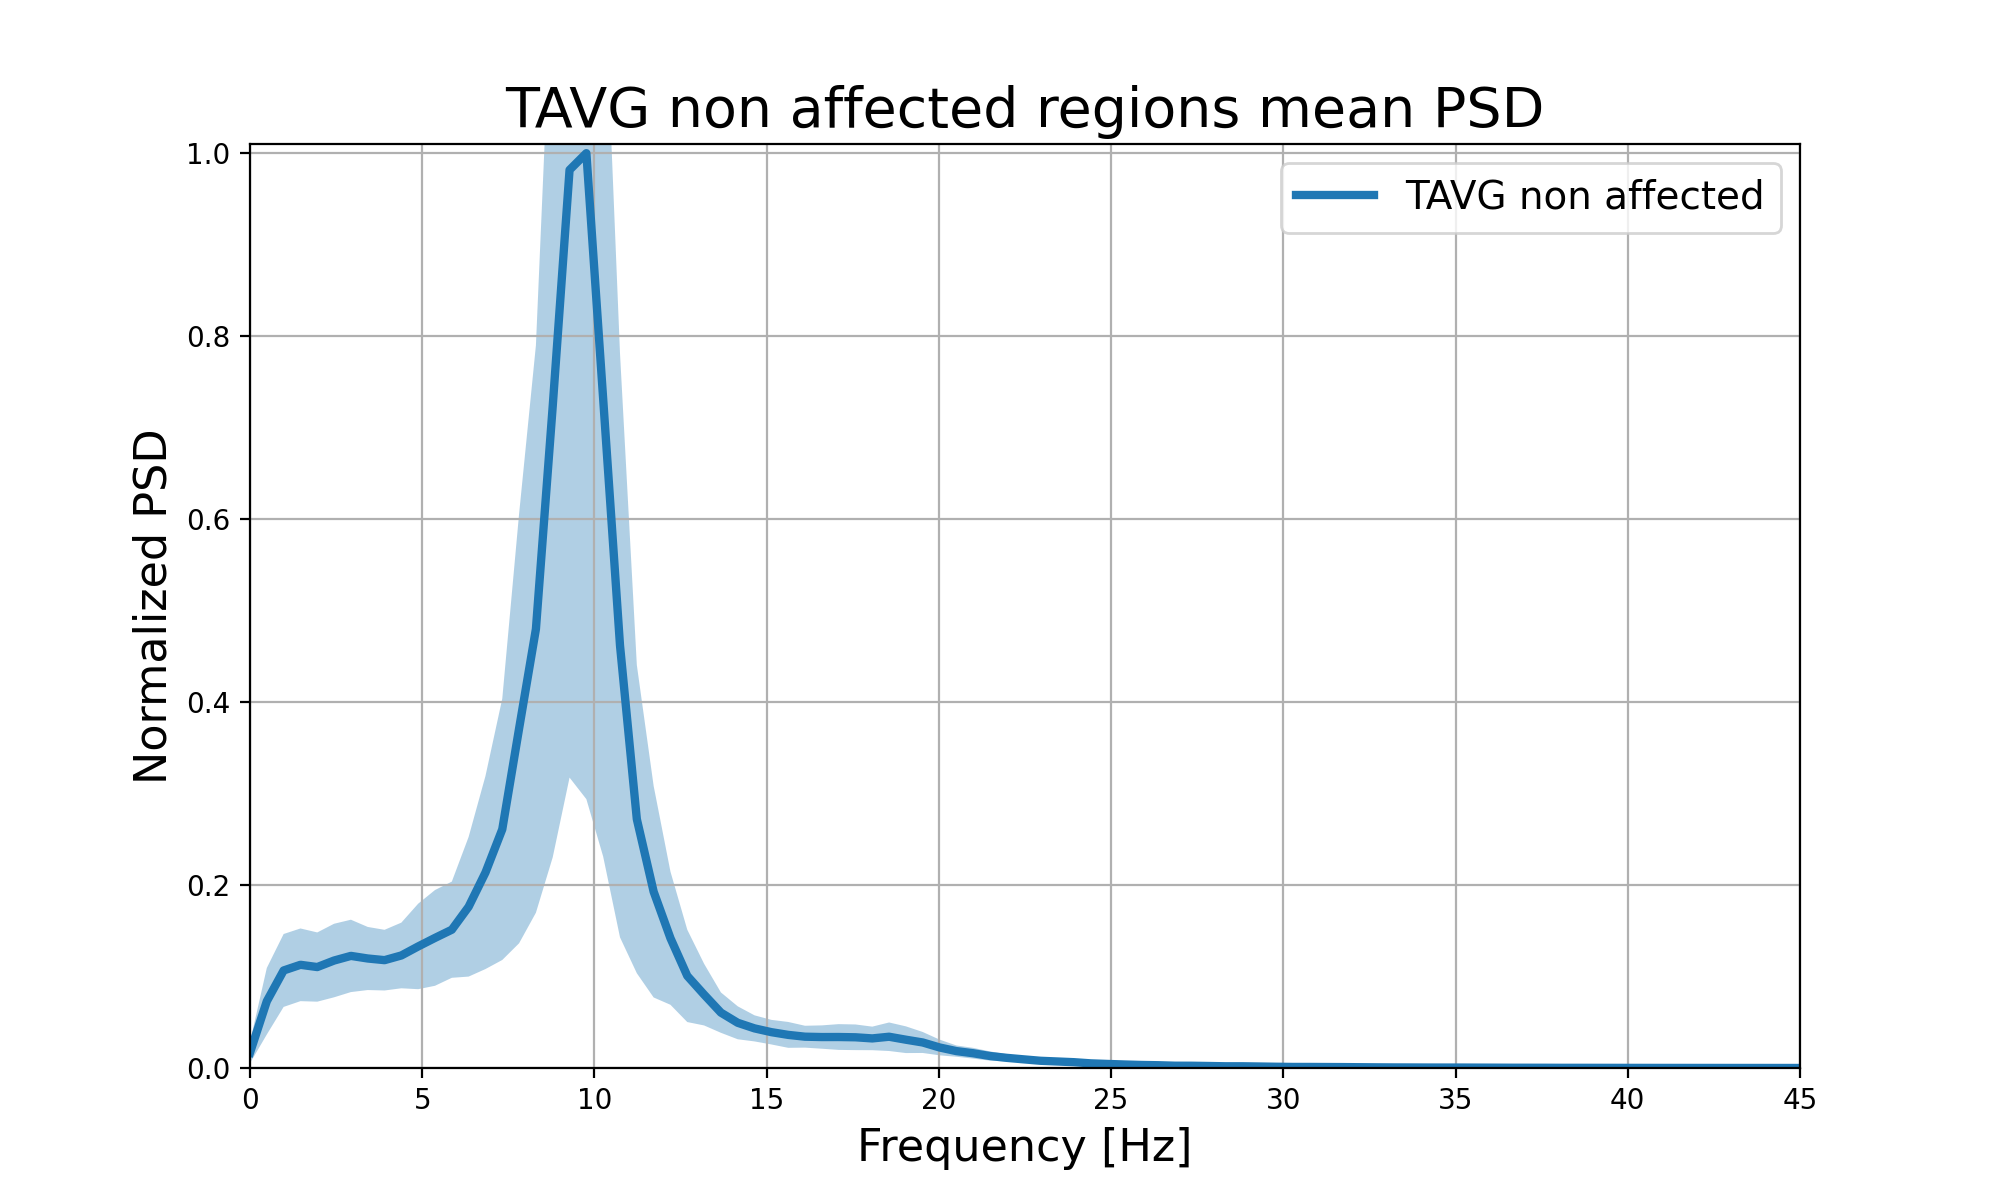 TAVG non affected regions mean PSD
TAVG non affected
Normalized PSD
1.0
0.8
0.6
0.4
0.2
0.0
0 5 10 15 20 25 30 35 40 45
Frequency [Hz]